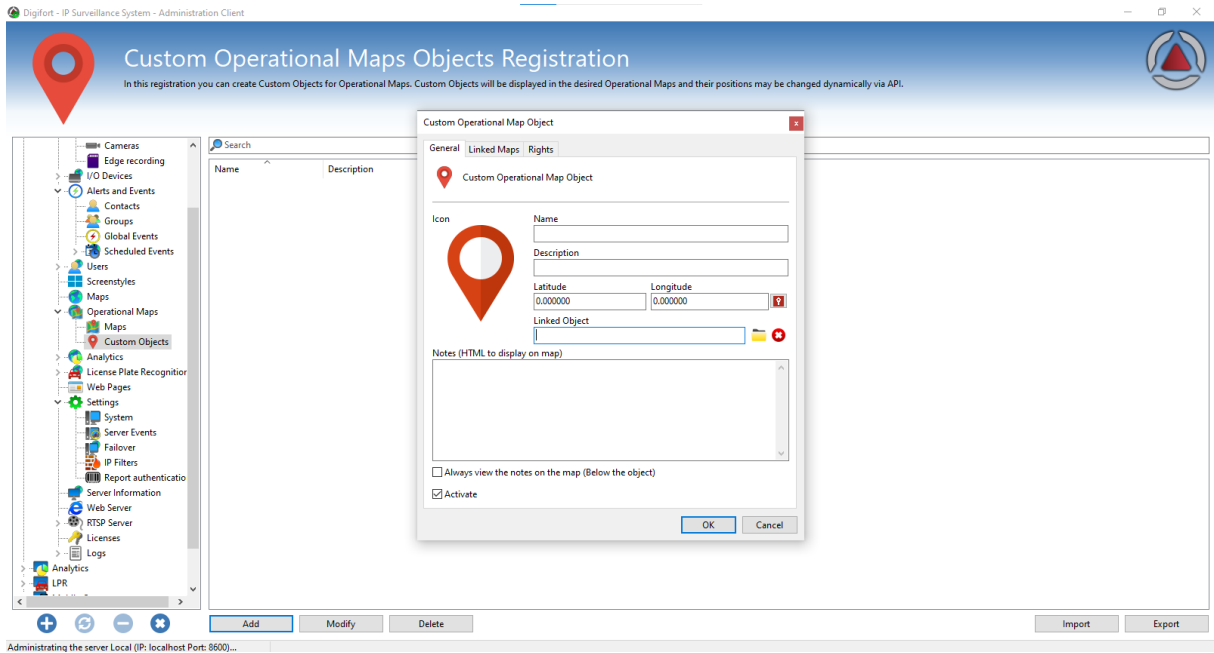 Digifort - IP Surveillance System - Administration Client
Custom Operational Maps Objects Registration
In this registration you can create Custom Objects for Operational Maps. Custom Objects will be displayed in the desired Operational Maps and their positions may be changed dynamically via API.
Cameras
Edge recording
I/O Devices
Alerts and Events
Contacts
Groups
Global Events
Scheduled Events
Users
Screenstyles
Maps
Operational Maps
Maps
Custom Objects
Analytics
License Plate Recognition
Web Pages
Settings
System
Server Events
Failover
IP Filters
Report authenticatio
Server Information
Web Server
RTSP Server
Licenses
Logs
Analytics
LPR
Search
Name Description
Custom Operational Map Object x
General Linked Maps Rights
Custom Operational Map Object
Icon
Name
Description
Latitude Longitude
0.000000 0.000000
Linked Object
Notes (HTML to display on map)
Always view the notes on the map (Below the object)
Activate
OK Cancel
Add Modify Delete Import Export
Administrating the server Local (IP: localhost Port: 8600)...